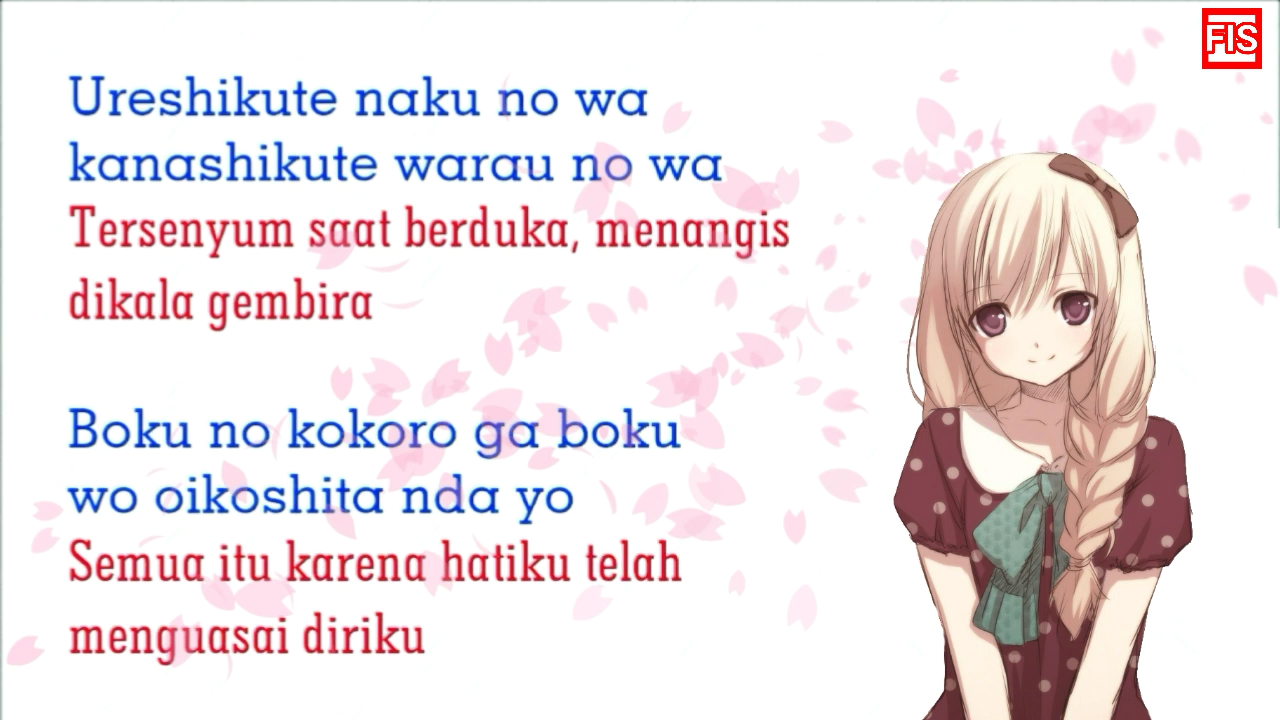 FIS
Ureshikute naku no wa
kanashikute warau no wa
Tersenyum saat berduka, menangis
dikala gembira
Boku no kokoro ga boku
wo oikoshita nda yo
Semua itu karena hatiku telah
menguasai diriku